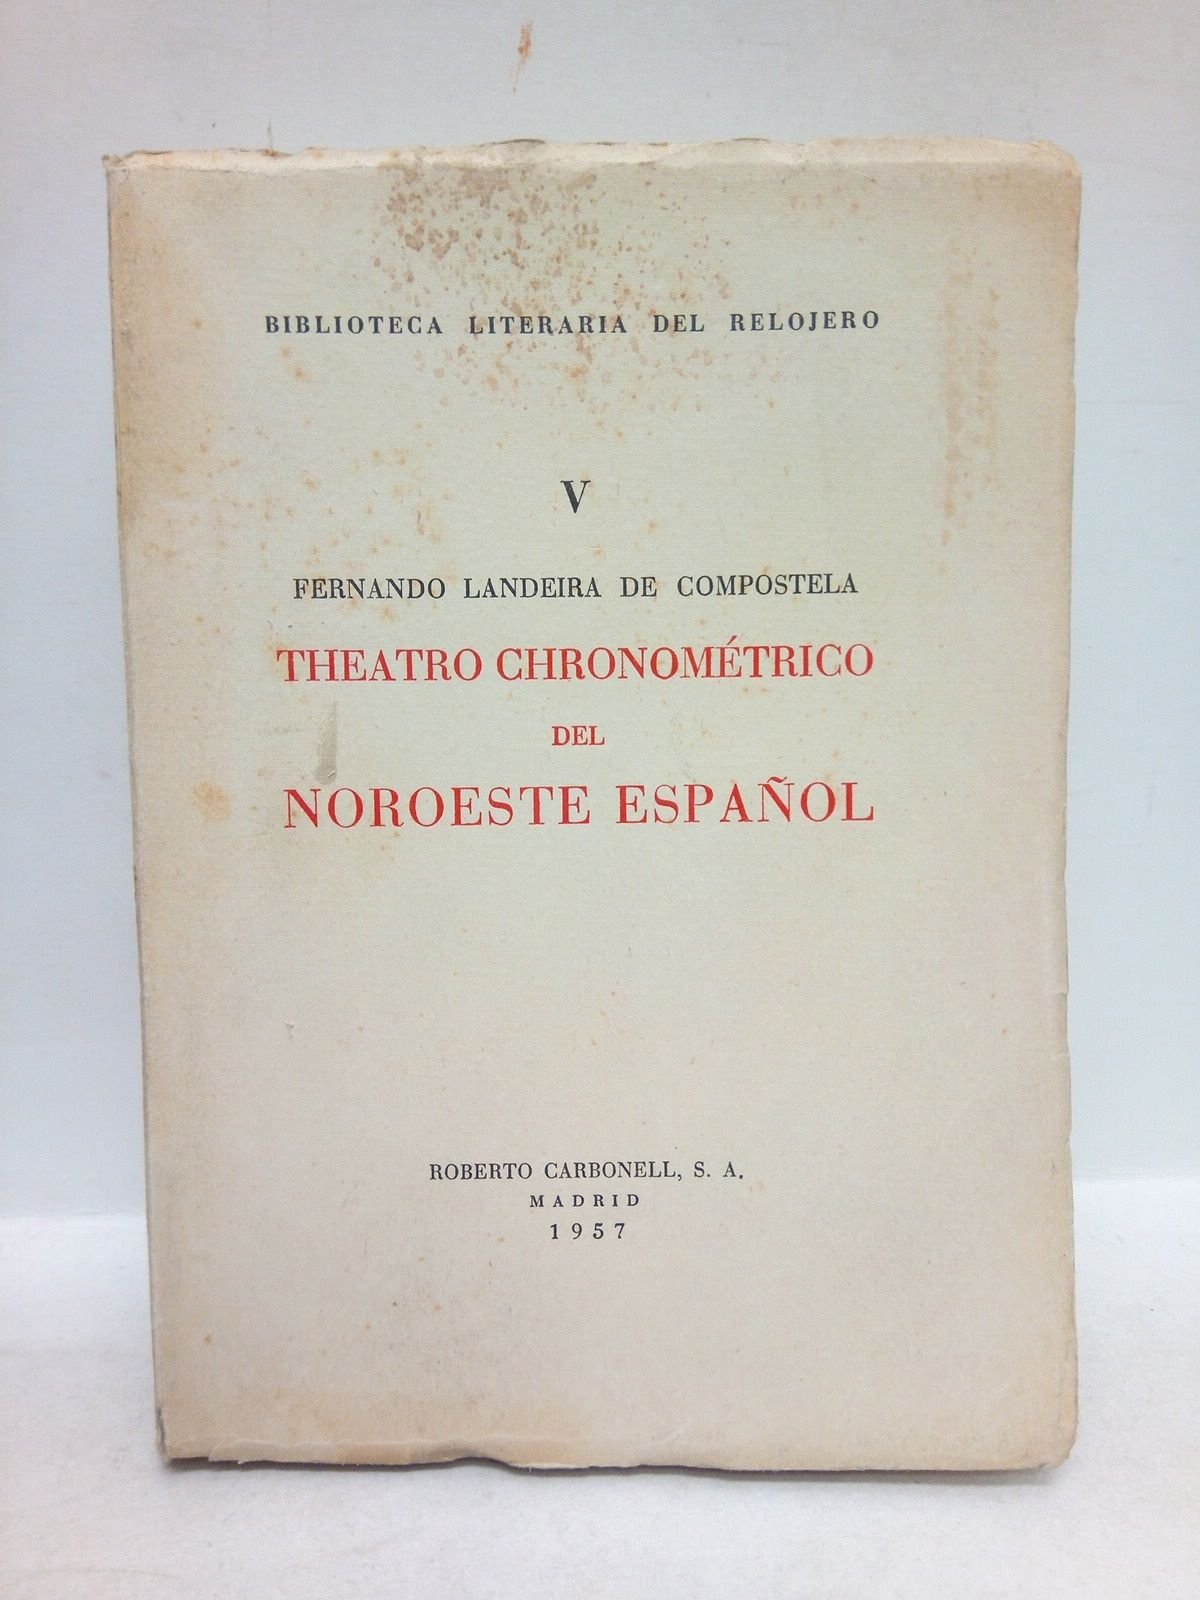 BIBLIOTECA LITERARIA DEL RELOJERO
V
FERNANDO LANDEIRA DE COMPOSTELA
THEATRO CHRONOMÉTRICO
DEL
NOROESTE ESPAÑOL
ROBERTO CARBONELL, S. A.
MADRID
1957